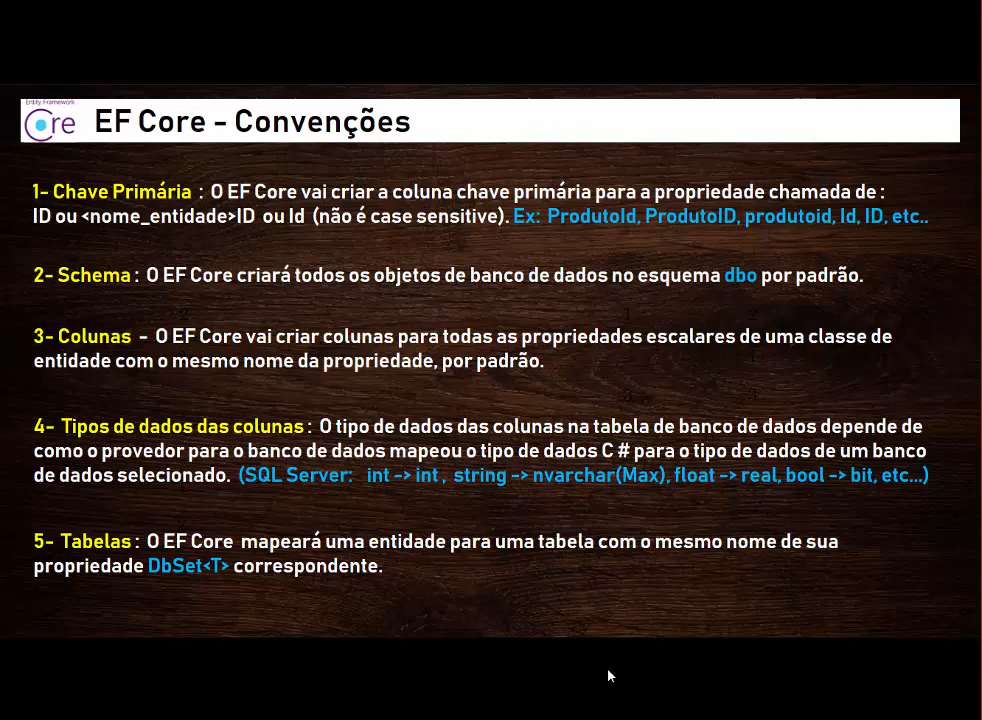 Entity Framework
Core
EF Core - Convenções
1- Chave Primária : O EF Core vai criar a coluna chave primária para a propriedade chamada de :
ID ou <nome_entidade>ID ou Id (não é case sensitive). Ex: ProdutoId, ProdutoID, produtoid, Id, ID, etc..
2- Schema : O EF Core criará todos os objetos de banco de dados no esquema dbo por padrão.
3- Colunas - O EF Core vai criar colunas para todas as propriedades escalares de uma classe de
entidade com o mesmo nome da propriedade, por padrão.
4- Tipos de dados das colunas : O tipo de dados das colunas na tabela de banco de dados depende de
como o provedor para o banco de dados mapeou o tipo de dados C # para o tipo de dados de um banco
de dados selecionado. (SQL Server: int -> int , string -> nvarchar(Max), float -> real, bool -> bit, etc...)
5- Tabelas : O EF Core mapeará uma entidade para uma tabela com o mesmo nome de sua
propriedade DbSet<T> correspondente.